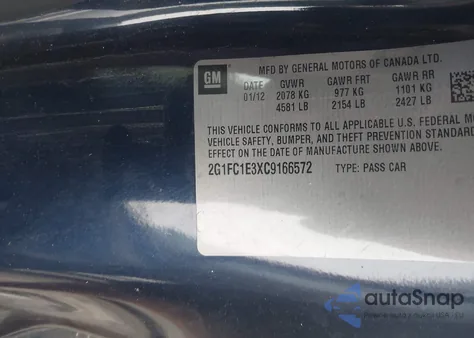 GM
MFD BY GENERAL MOTORS OF CANADA LTD.
DATE GVWR GAWR FRT GAWR RR
01/12 2078 KG 977 KG 1101 KG
4581 LB 2154 LB 2427 LB
THIS VEHICLE CONFORMS TO ALL APPLICABLE U.S. FEDERAL MO
VEHICLE SAFETY, BUMPER, AND THEFT PREVENTION STANDARD
EFFECT ON THE DATE OF MANUFACTURE SHOWN ABOVE.
2G1FC1E3XC9166572 TYPE: PASS CAR
autoSnap